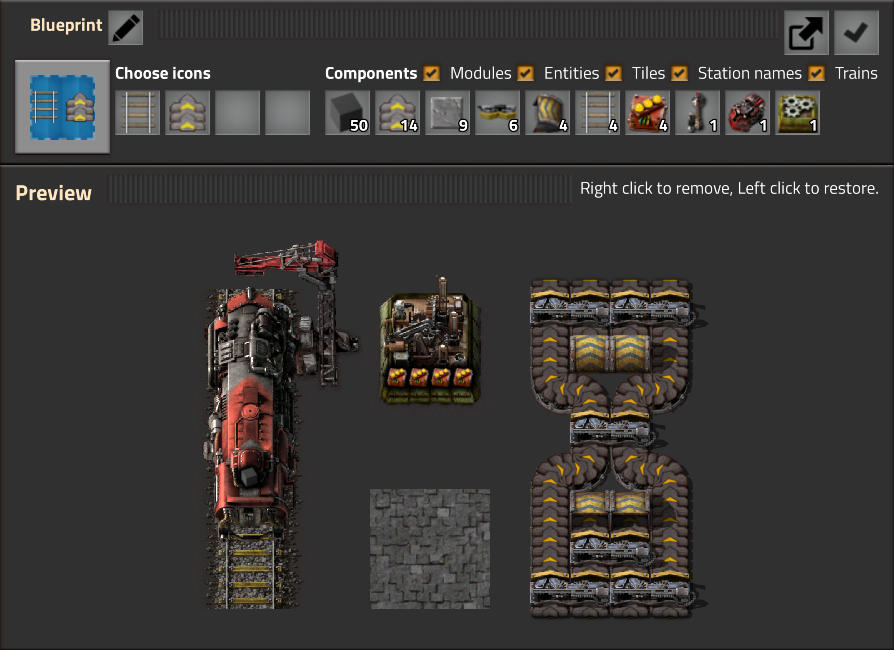 Blueprint
Choose icons
Components Modules Entities Tiles Station names Trains
50 14 9 6 4 4 4 1 1 1
Preview
Right click to remove, Left click to restore.